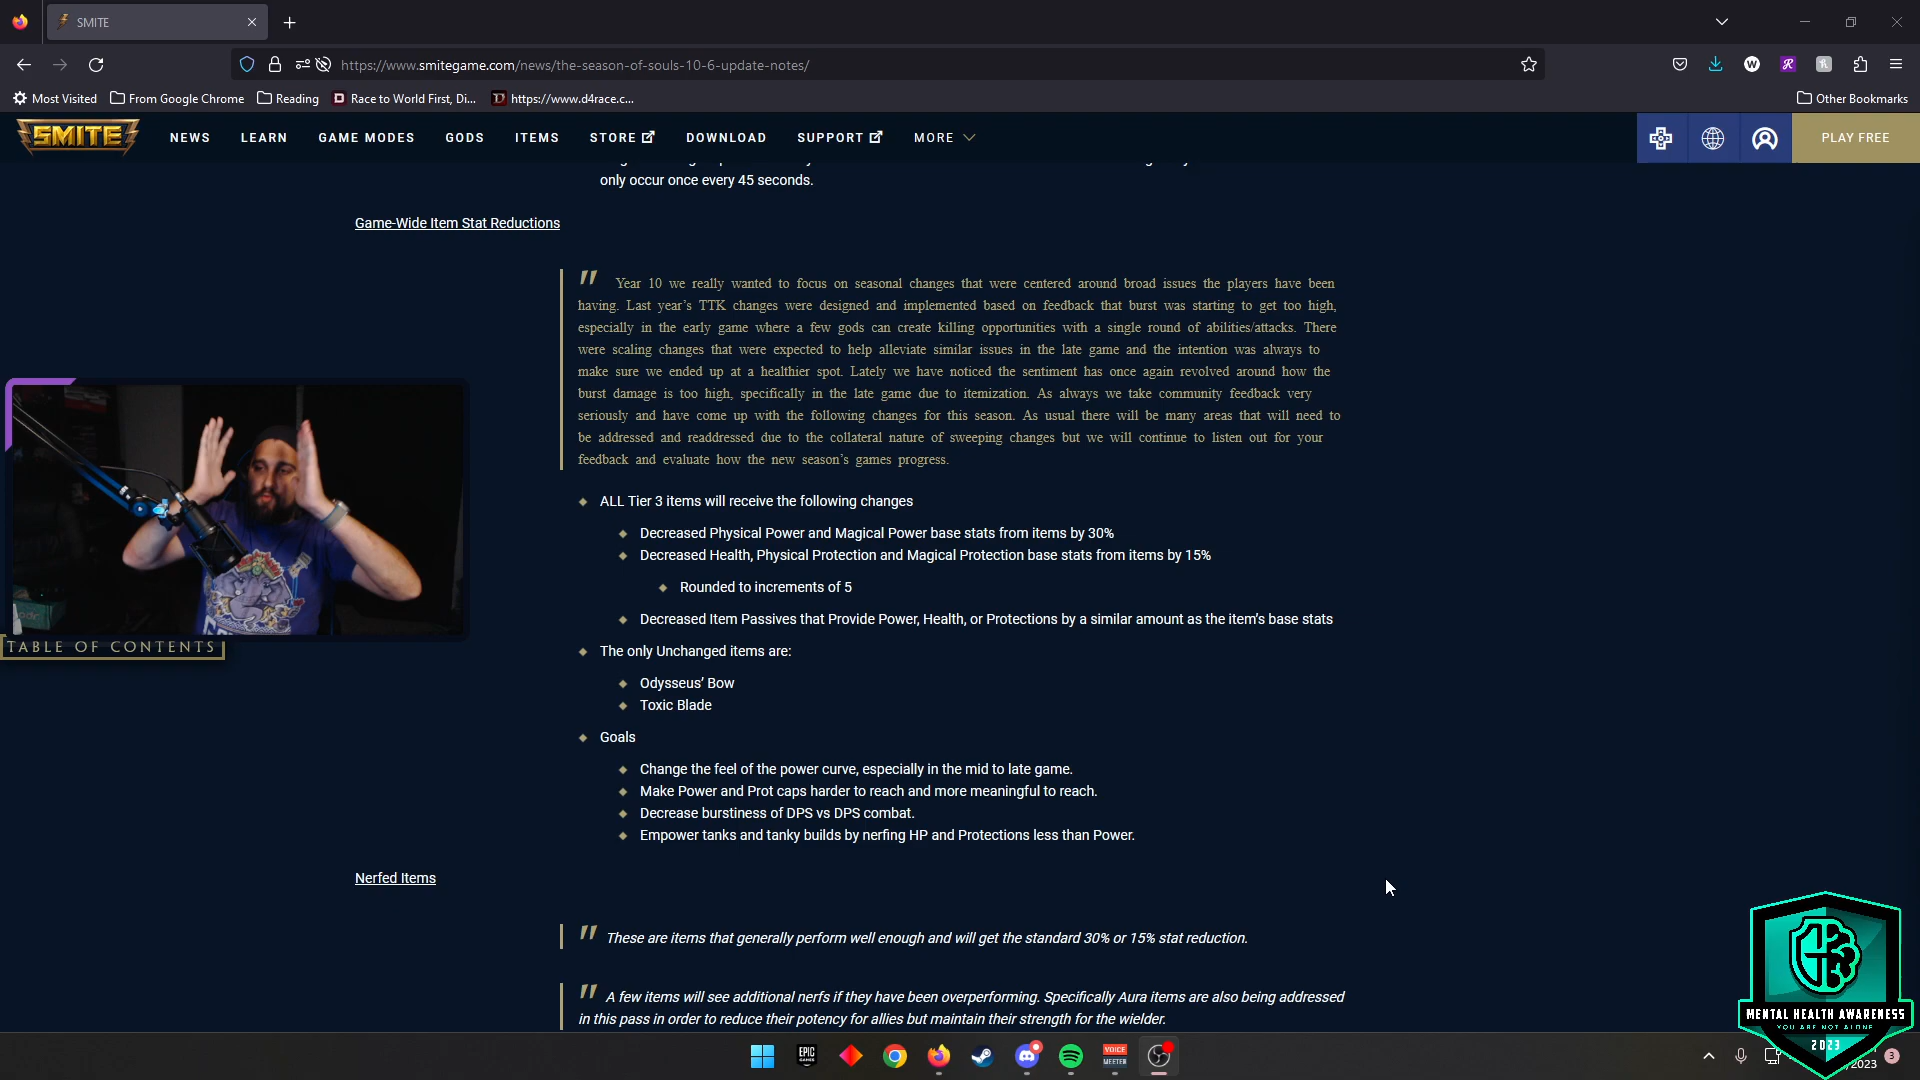 SMITE
https://www.smitegame.com/news/the-season-of-souls-10-6-update-notes/
Most Visited
From Google Chrome
Reading
Race to World First, Di...
https://www.d4race.c...
Other Bookmarks
SMITE
NEWS
LEARN
GAME MODES
GODS
ITEMS
STORE
DOWNLOAD
SUPPORT
MORE
PLAY FREE
only occur once every 45 seconds.
Game-Wide Item Stat Reductions
Year 10 we really wanted to focus on seasonal changes that were centered around broad issues the players have been
having. Last year's TTK changes were designed and implemented based on feedback that burst was starting to get too high,
especially in the early game where a few gods can create killing opportunities with a single round of abilities/attacks. There
were scaling changes that were expected to help alleviate similar issues in the late game and the intention was always to
make sure we ended up at a healthier spot. Lately we have noticed the sentiment has once again revolved around how the
burst damage is too high, specifically in the late game due to itemization. As always we take community feedback very
seriously and have come up with the following changes for this season. As usual there will be many areas that will need to
be addressed and readdressed due to the collateral nature of sweeping changes but we will continue to listen out for your
feedback and evaluate how the new season's games progress.
ALL Tier 3 items will receive the following changes
Decreased Physical Power and Magical Power base stats from items by 30%
Decreased Health, Physical Protection and Magical Protection base stats from items by 15%
Rounded to increments of 5
Decreased Item Passives that Provide Power, Health, or Protections by a similar amount as the item's base stats
TABLE OF CONTENTS
The only Unchanged items are:
Odysseus' Bow
Toxic Blade
Goals
Change the feel of the power curve, especially in the mid to late game.
Make Power and Prot caps harder to reach and more meaningful to reach.
Decrease burstiness of DPS vs DPS combat.
Empower tanks and tanky builds by nerfing HP and Protections less than Power.
Nerfed Items
These are items that generally perform well enough and will get the standard 30% or 15% stat reduction.
A few items will see additional nerfs if they have been overperforming. Specifically Aura items are also being addressed
in this pass in order to reduce their potency for allies but maintain their strength for the wielder.
MENTAL HEALTH AWARENESS
YOU ARE NOT ALONE
2023
EPIC
GAMES
VOICE
MEETER
/2023
3